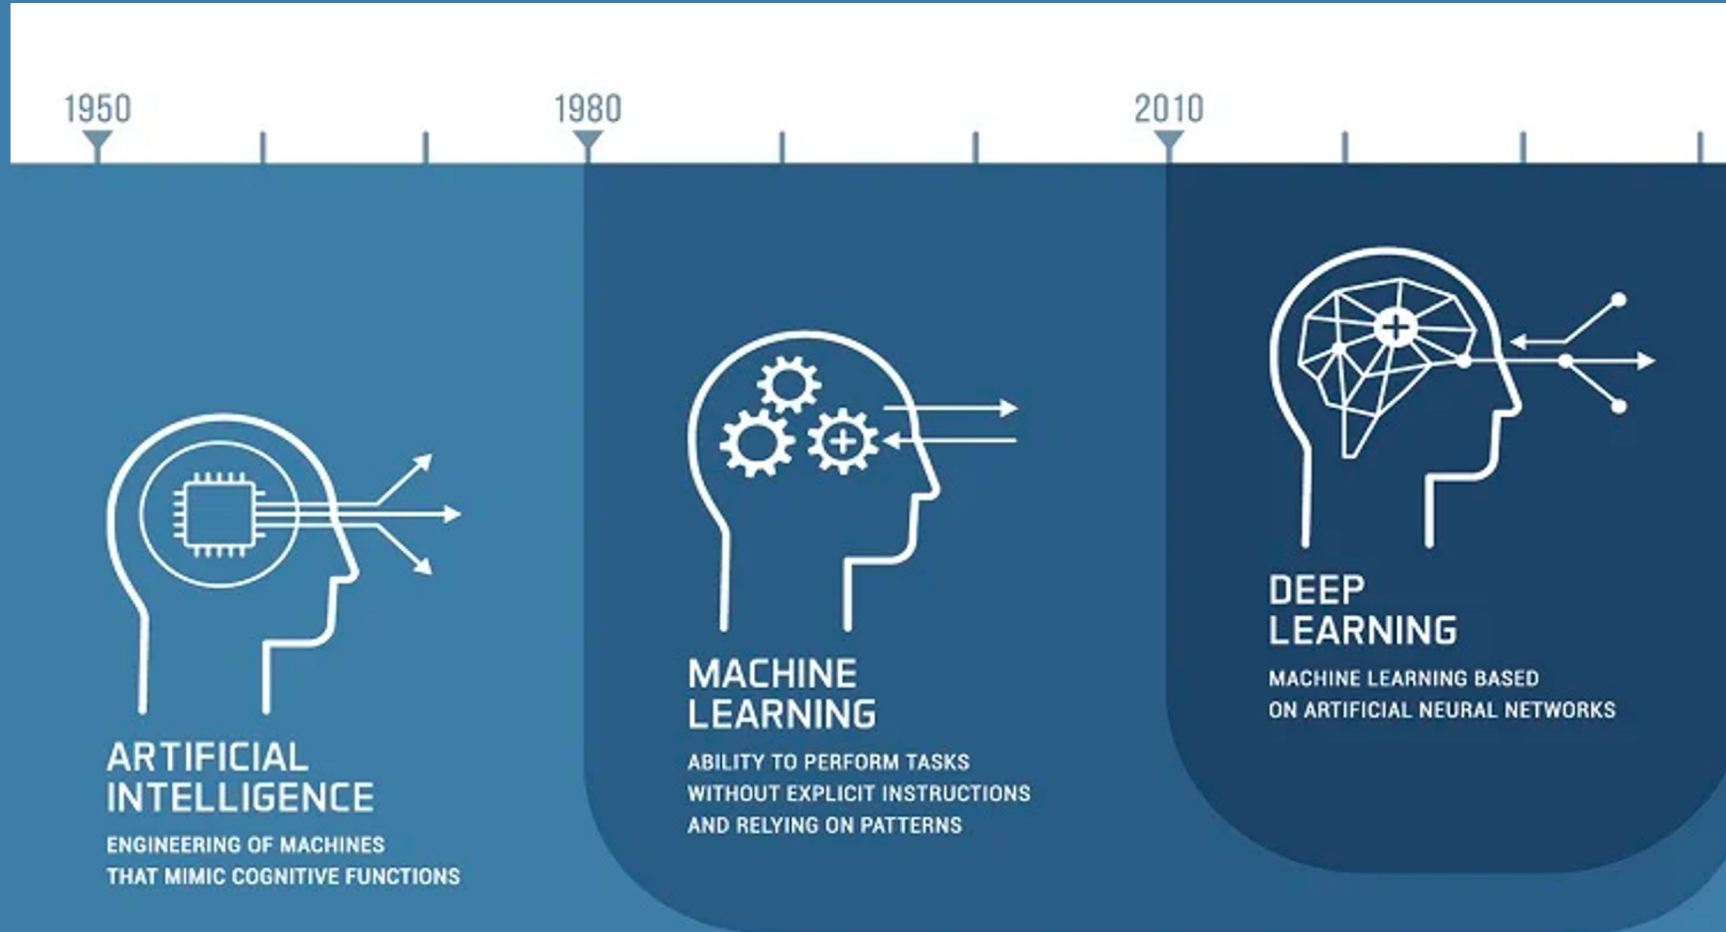 1950
1980
2010
ARTIFICIAL
INTELLIGENCE
ENGINEERING OF MACHINES
THAT MIMIC COGNITIVE FUNCTIONS
MACHINE
LEARNING
ABILITY TO PERFORM TASKS
WITHOUT EXPLICIT INSTRUCTIONS
AND RELYING ON PATTERNS
DEEP
LEARNING
MACHINE LEARNING BASED
ON ARTIFICIAL NEURAL NETWORKS